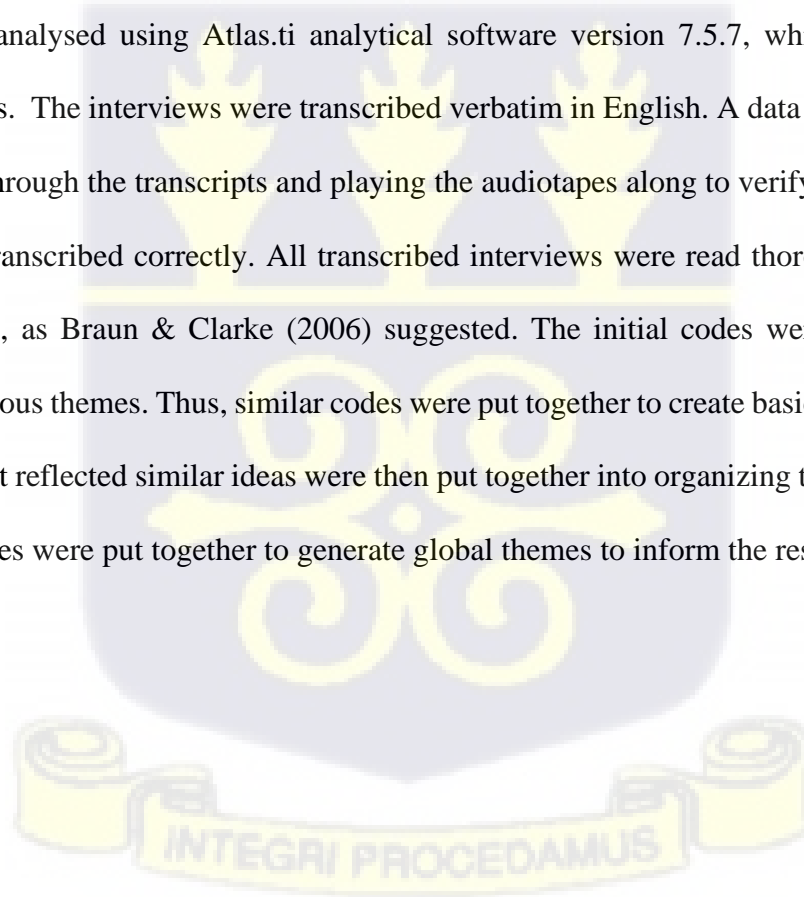 analysed using Atlas.ti analytical software version 7.5.7, wh
s. The interviews were transcribed verbatim in English. A data
hrough the transcripts and playing the audiotapes along to verify
ranscribed correctly. All transcribed interviews were read thor
, as Braun & Clarke (2006) suggested. The initial codes wer
ous themes. Thus, similar codes were put together to create basi
t reflected similar ideas were then put together into organizing t
es were put together to generate global themes to inform the res
INTEGRI PROCEDAMUS